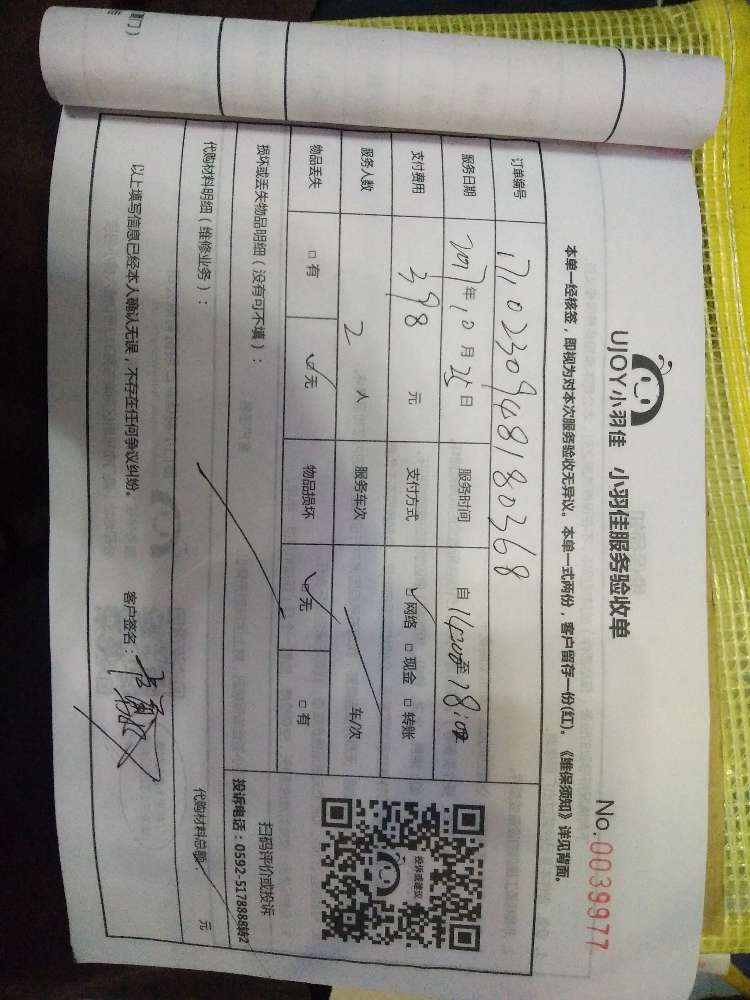 UJOY小羽佳 小羽佳服务验收单
No.0039977
本单一经核签，即视为对本次服务验收无异议。本单一式两份，客户留存一份(红)。《维保须知》详见背面。
订单编号 1710230948180368
服务日期 2017年10月25日 服务时间 自14:00至18:00
支付费用 398 元 支付方式 ☑网络 □现金 □转账
服务人数 2 人 服务车次 车/次
物品丢失 □有 ☑无 物品损坏 ☑无 □有
投诉或建议
扫码评价或投诉
投诉电话：0592-5178888转2
损坏或丢失物品明细（没有可不填）：
代购材料明细（维修业务）：
代购材料总额： 元
以上填写信息已经本人确认无误，不存在任何争议纠纷。
客户签名：
门）